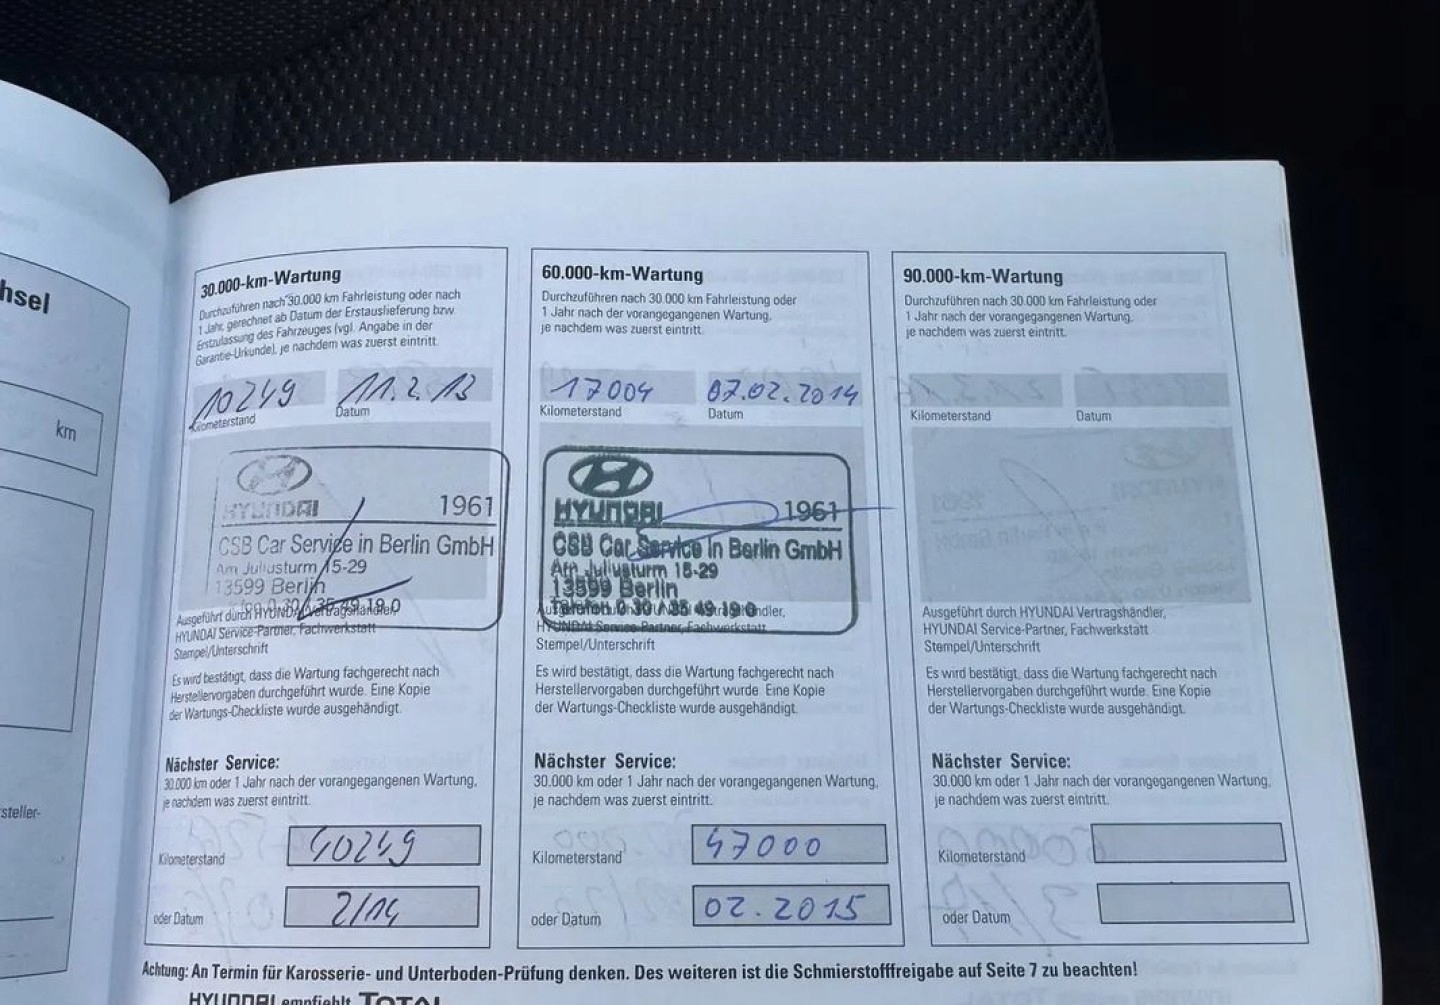 hsel
km
steller-
30.000-km-Wartung
Durchzuführen nach 30.000 km Fahrleistung oder nach
1 Jahr, gerechnet ab Datum der Erstauslieferung bzw.
Erstzulassung des Fahrzeuges (vgl. Angabe in der
Garantie-Urkunde), je nachdem was zuerst eintritt.
10249 11.2.13
Kilometerstand Datum
HYUNDAI 1961
CSB Car Service in Berlin GmbH
Am Juliusturm 15-29
13599 Berlin
Ausgeführt durch HYUNDAI Vertragshändler,
HYUNDAI Service-Partner, Fachwerkstatt
Stempel/Unterschrift
Es wird bestätigt, dass die Wartung fachgerecht nach
Herstellervorgaben durchgeführt wurde. Eine Kopie
der Wartungs-Checkliste wurde ausgehändigt.
Nächster Service:
30.000 km oder 1 Jahr nach der vorangegangenen Wartung,
je nachdem was zuerst eintritt.
Kilometerstand 40249
oder Datum 2/14
60.000-km-Wartung
Durchzuführen nach 30.000 km Fahrleistung oder
1 Jahr nach der vorangegangenen Wartung,
je nachdem was zuerst eintritt.
17004 07.02.2014
Kilometerstand Datum
HYUNDAI 1961
CSB Car Service in Berlin GmbH
Am Juliusturm 15-29
13599 Berlin
Telefon 0 30 / 35 49 19 0
HYUNDAI Service-Partner, Fachwerkstatt
Stempel/Unterschrift
Es wird bestätigt, dass die Wartung fachgerecht nach
Herstellervorgaben durchgeführt wurde. Eine Kopie
der Wartungs-Checkliste wurde ausgehändigt.
Nächster Service:
30.000 km oder 1 Jahr nach der vorangegangenen Wartung,
je nachdem was zuerst eintritt.
Kilometerstand 47000
oder Datum 02.2015
90.000-km-Wartung
Durchzuführen nach 30.000 km Fahrleistung oder
1 Jahr nach der vorangegangenen Wartung,
je nachdem was zuerst eintritt.
Kilometerstand Datum
Ausgeführt durch HYUNDAI Vertragshändler,
HYUNDAI Service-Partner, Fachwerkstatt
Stempel/Unterschrift
Es wird bestätigt, dass die Wartung fachgerecht nach
Herstellervorgaben durchgeführt wurde. Eine Kopie
der Wartungs-Checkliste wurde ausgehändigt.
Nächster Service:
30.000 km oder 1 Jahr nach der vorangegangenen Wartung,
je nachdem was zuerst eintritt.
Kilometerstand
oder Datum
Achtung: An Termin für Karosserie- und Unterboden-Prüfung denken. Des weiteren ist die Schmierstofffreigabe auf Seite 7 zu beachten!
HYUNDAI empfiehlt TOTAL